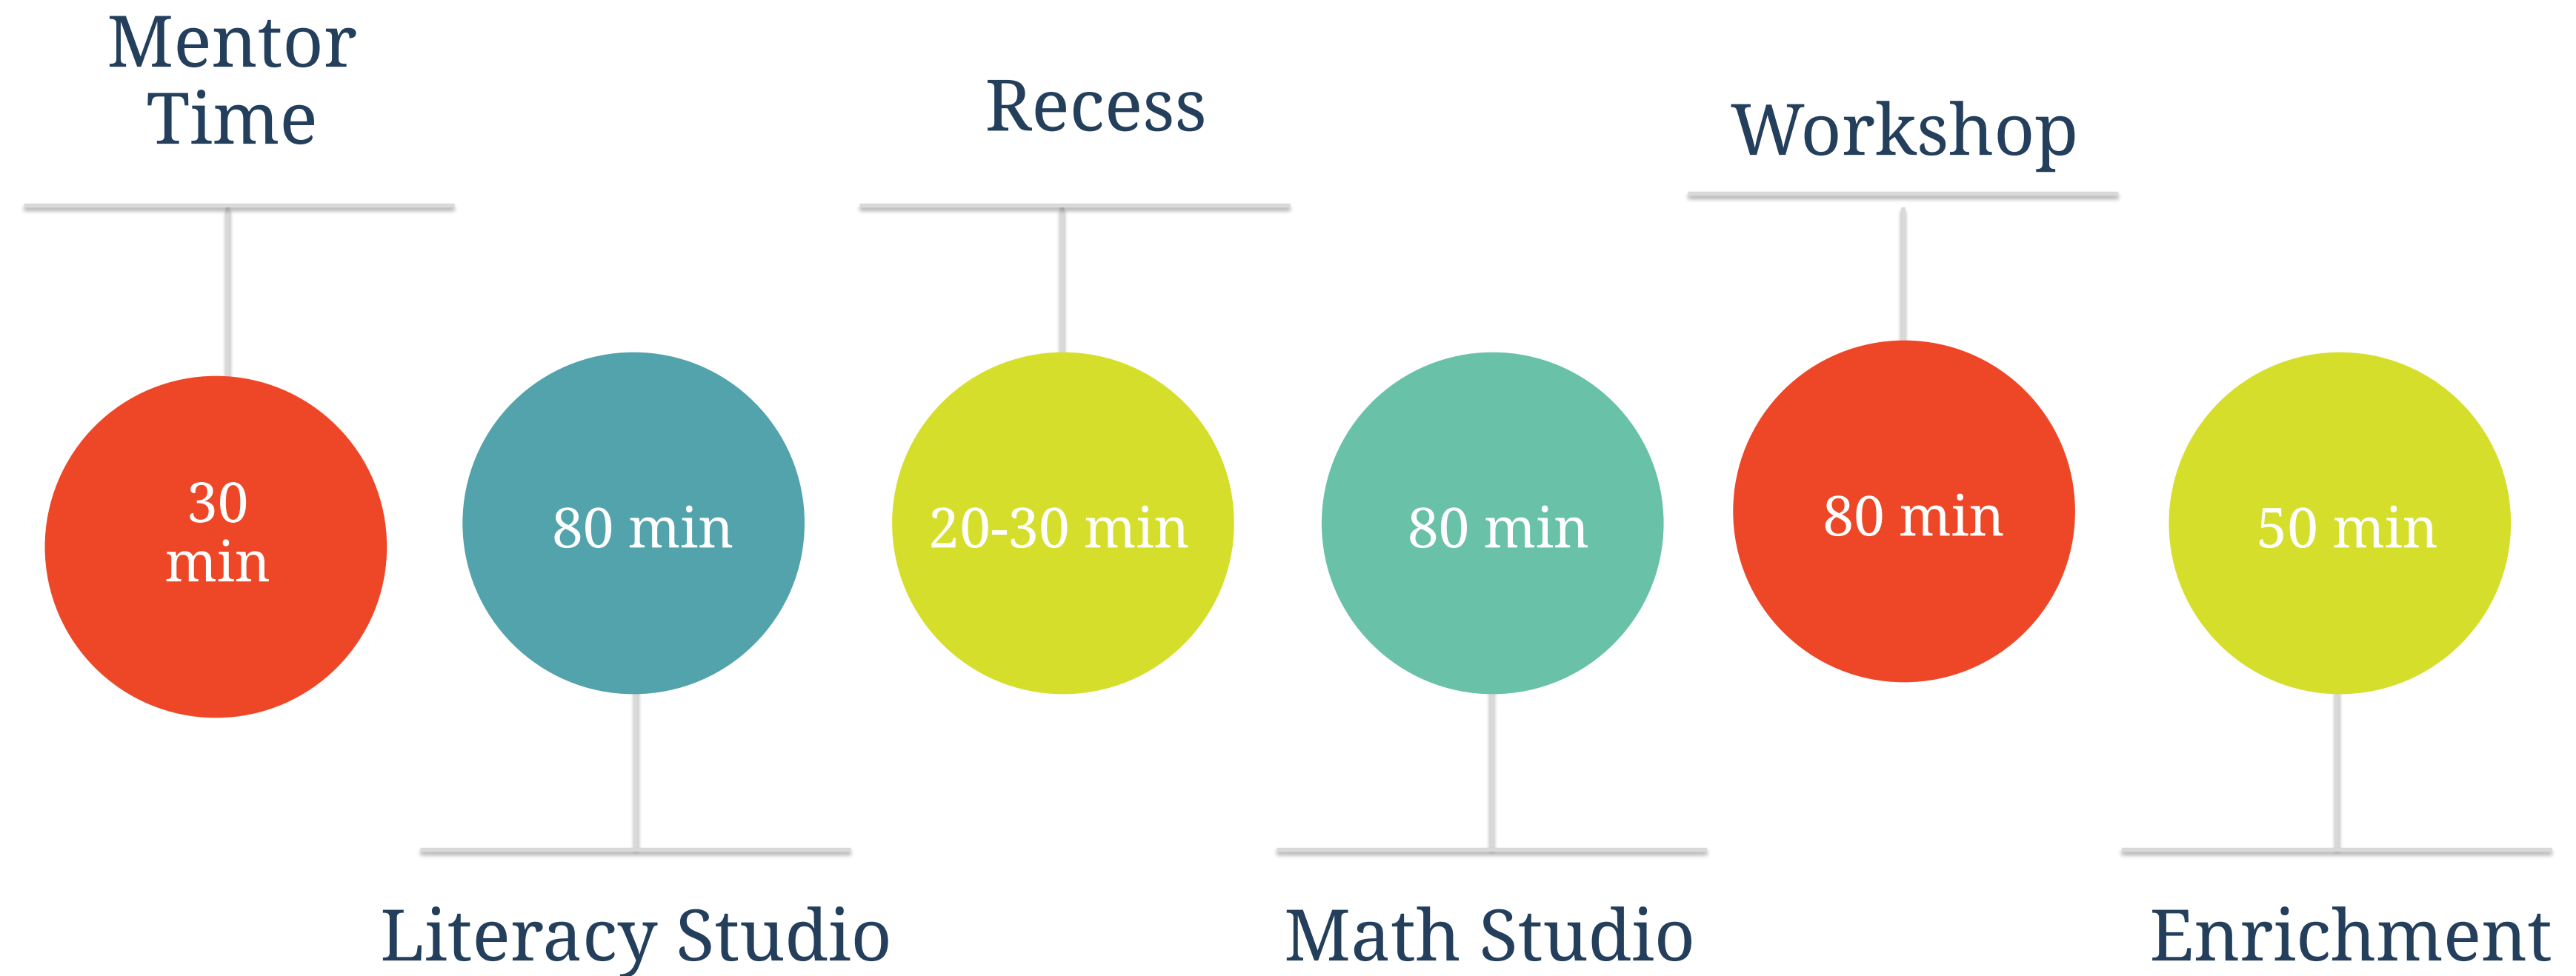 Mentor
Time
30
min
80 min
Literacy Studio
Recess
20-30 min
80 min
Math Studio
Workshop
80 min
50 min
Enrichment